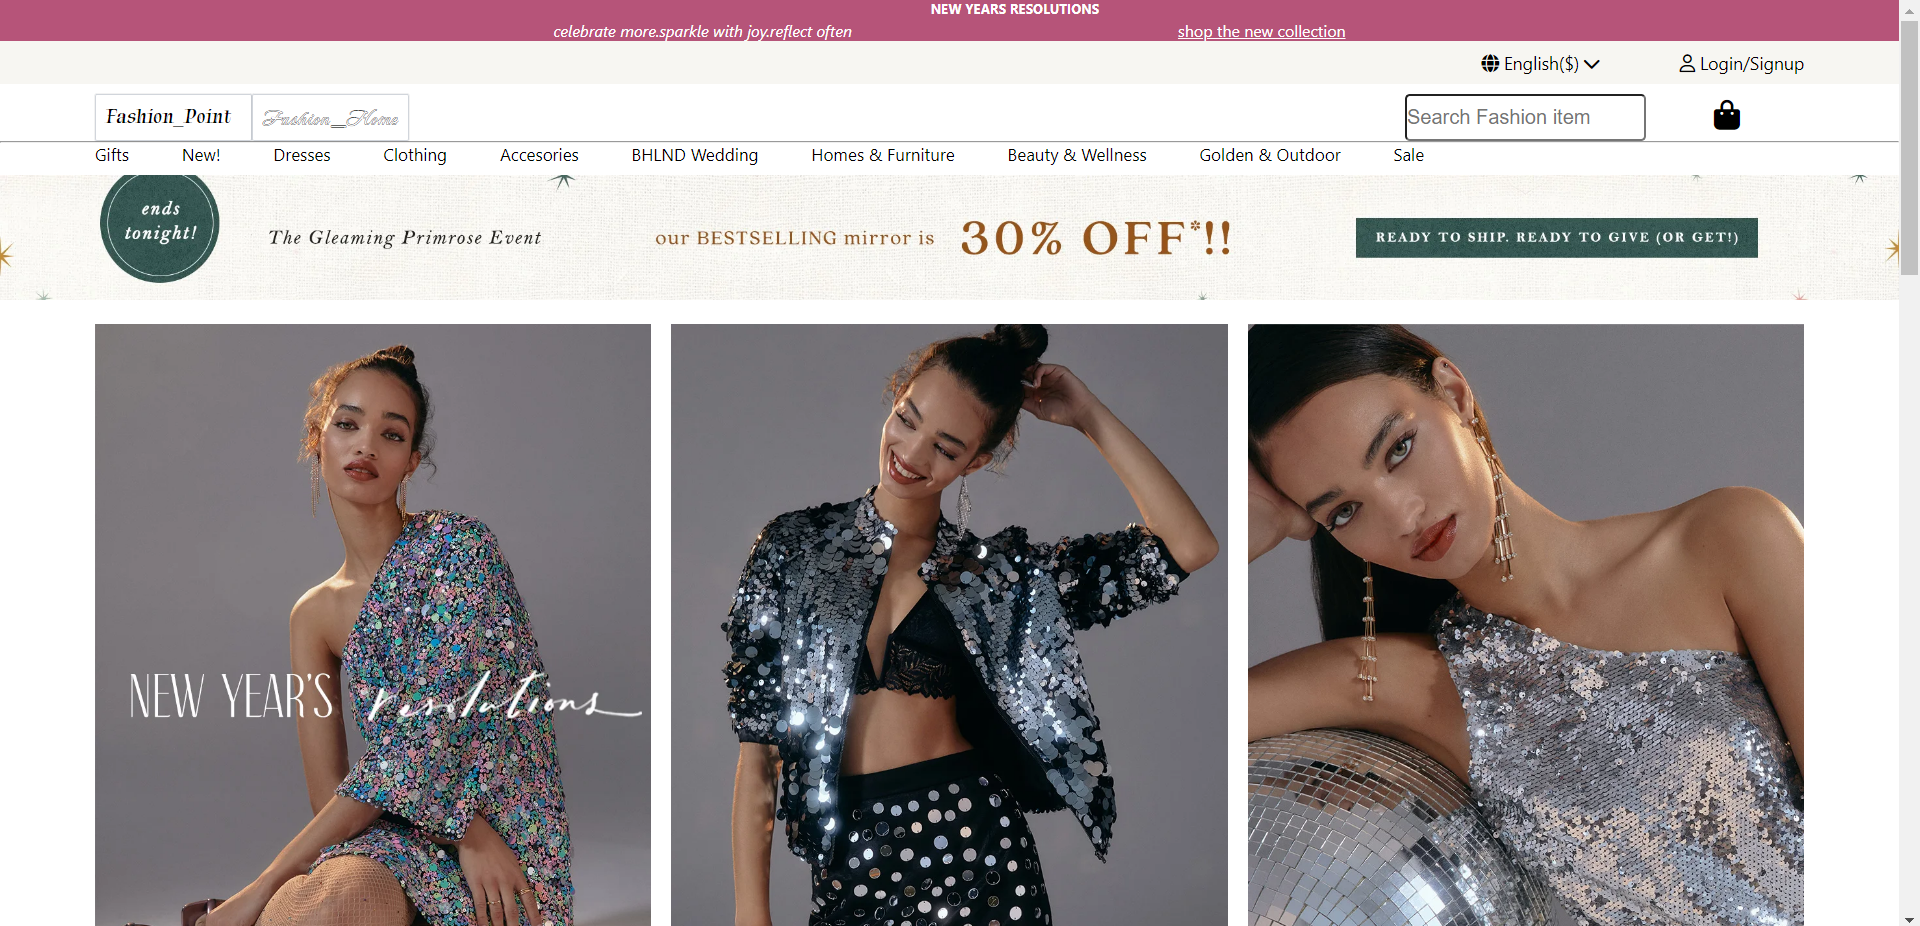 NEW YEARS RESOLUTIONS
celebrate more.sparkle with joy.reflect often
shop the new collection
English($)
Login/Signup
Fashion_Point
Fashion_Home
Search Fashion item
Gifts
New!
Dresses
Clothing
Accesories
BHLND Wedding
Homes & Furniture
Beauty & Wellness
Golden & Outdoor
Sale
ends
tonight!
The Gleaming Primrose Event
our BESTSELLING mirror is
30% OFF*!!
READY TO SHIP. READY TO GIVE (OR GET!)
NEW YEAR'S resolutions